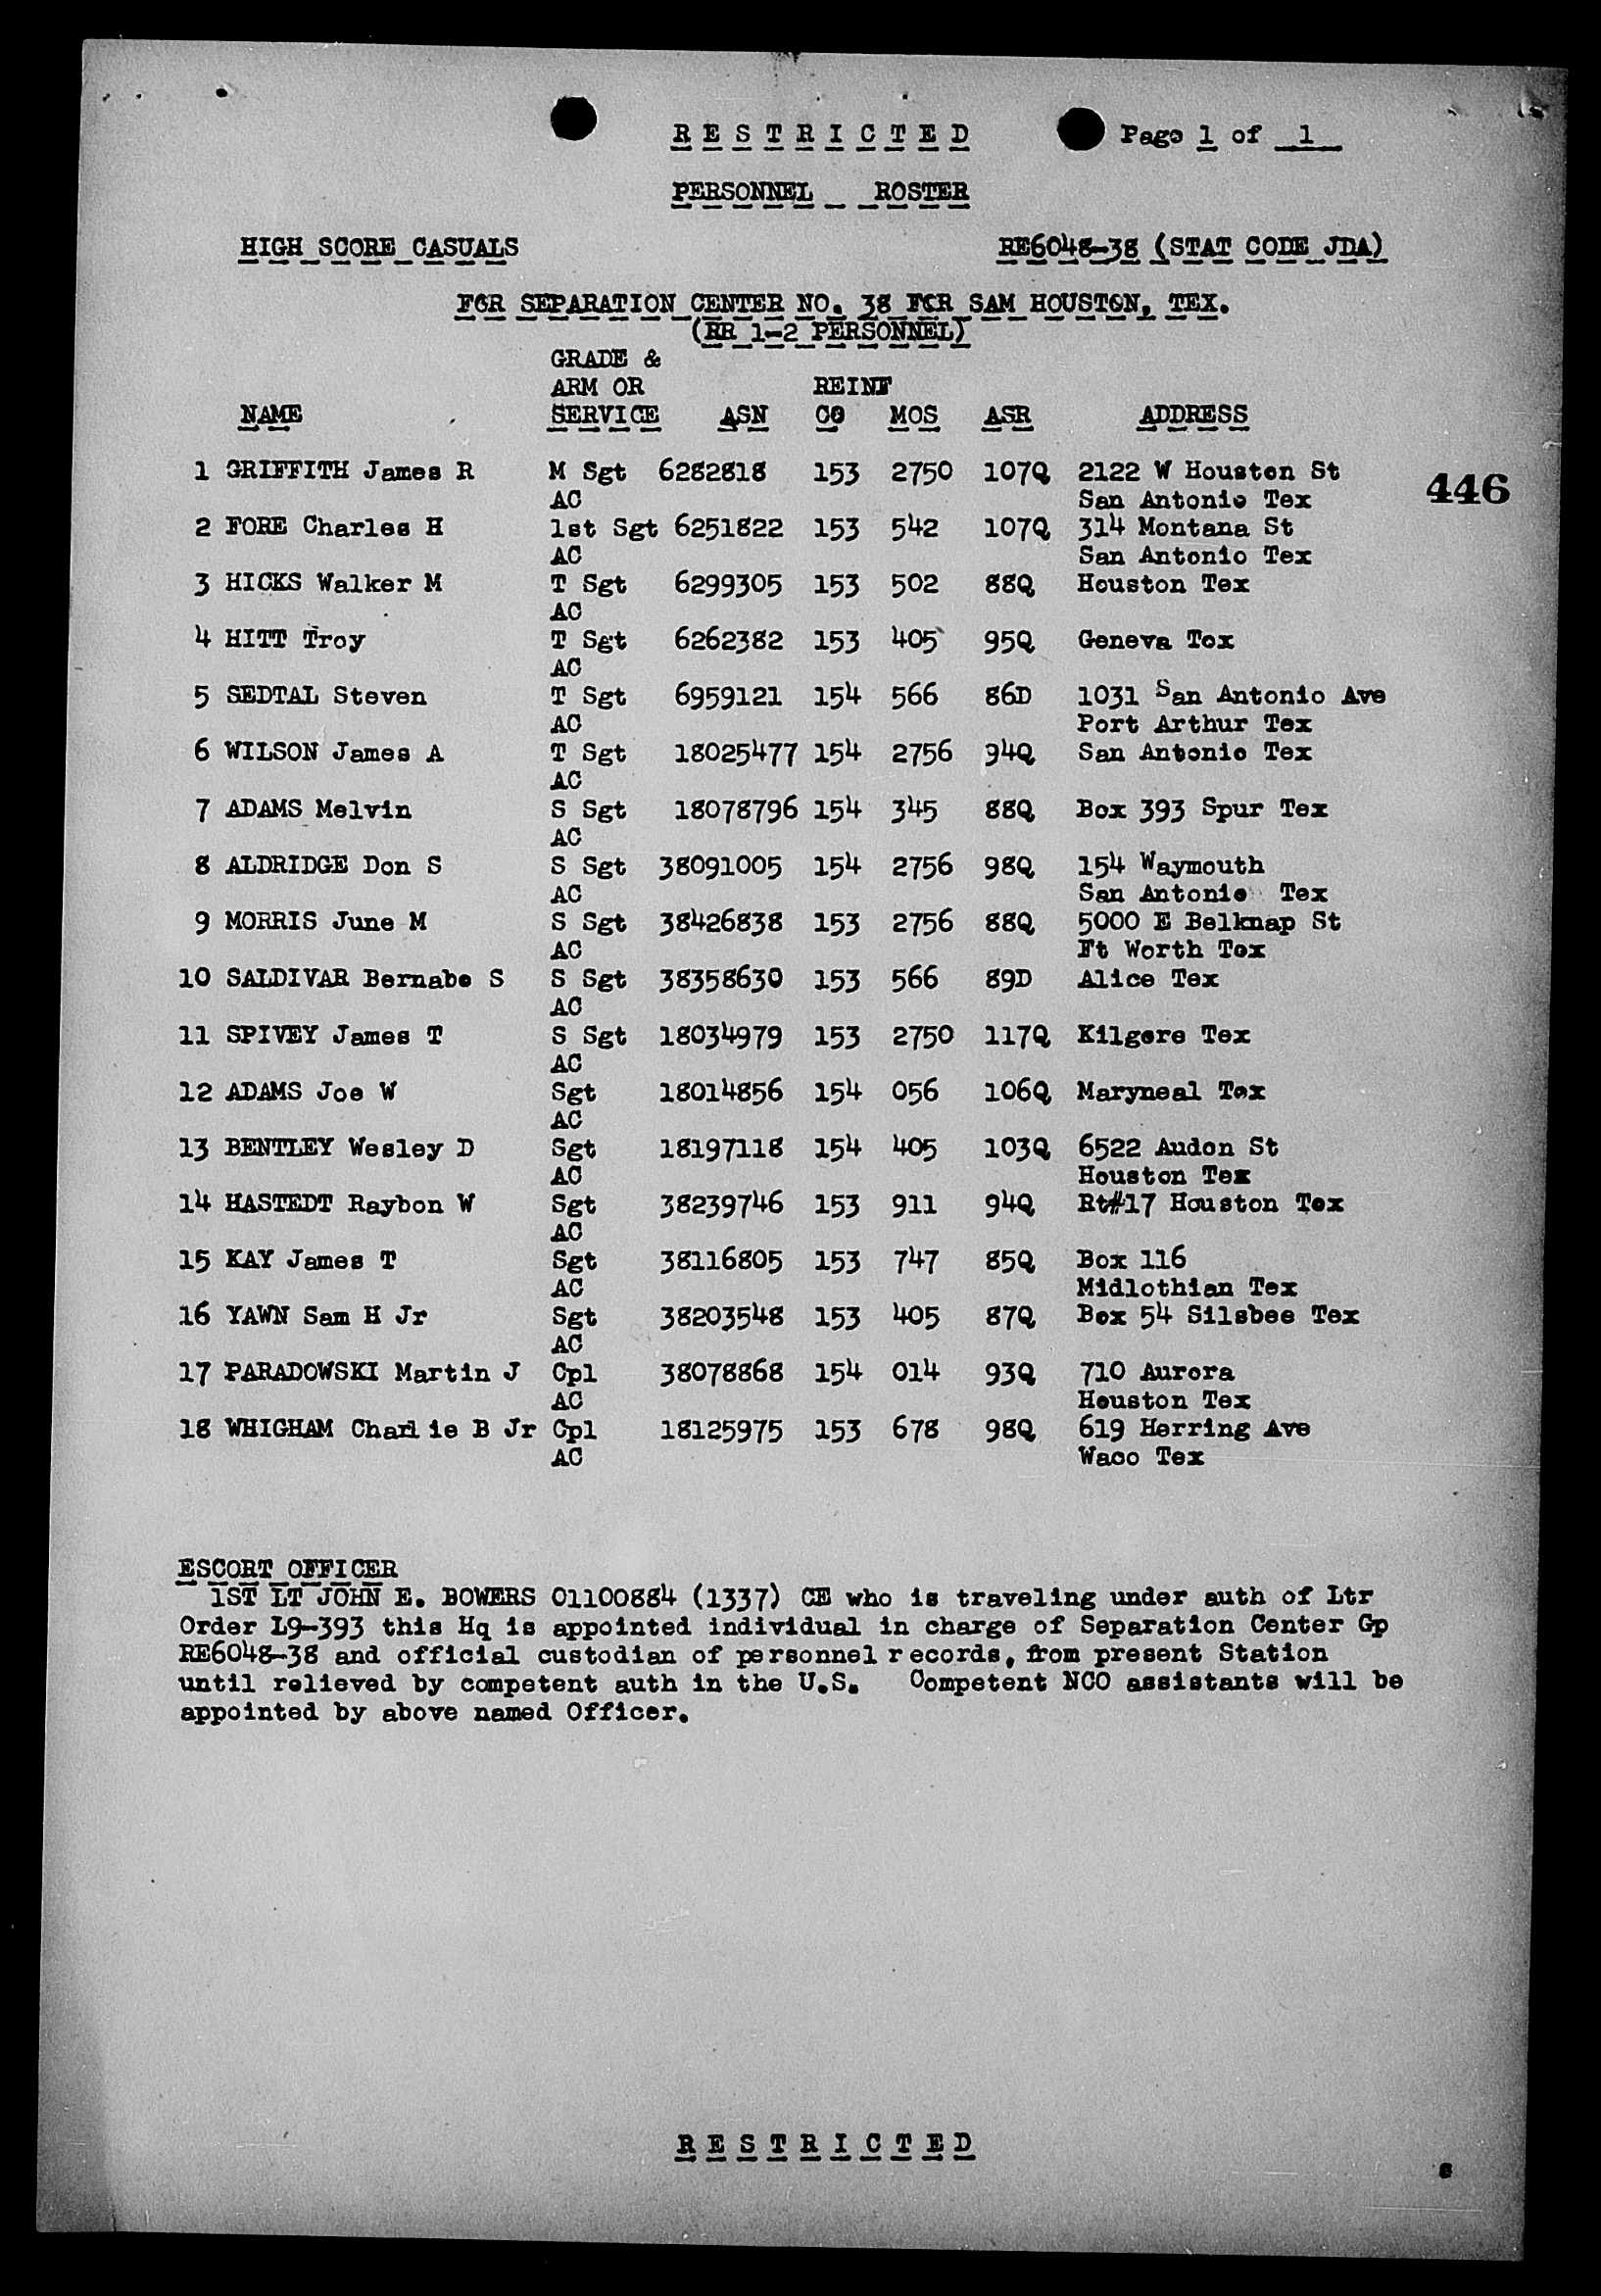 RESTRICTED Page 1 of 1
PERSONNEL ROSTER
HIGH SCORE CASUALS RE6048-38 (STAT CODE JDA)
FOR SEPARATION CENTER NO. 38 FOR SAM HOUSTON, TEX.
(RR 1-2 PERSONNEL)
GRADE &
ARM OR REINF
NAME SERVICE ASN CO MOS ASR ADDRESS
1 GRIFFITH James R M Sgt 6282818 153 2750 107Q 2122 W Houston St
AC San Antonio Tex
446
2 FORE Charles H 1st Sgt 6251822 153 542 107Q 314 Montana St
AC San Antonio Tex
3 HICKS Walker M T Sgt 6299305 153 502 88Q Houston Tex
AC
4 HITT Troy T Sgt 6262382 153 405 95Q Geneva Tex
AC
5 SEDTAL Steven T Sgt 6959121 154 566 86D 1031 San Antonio Ave
AC Port Arthur Tex
6 WILSON James A T Sgt 18025477 154 2756 94Q San Antonio Tex
AC
7 ADAMS Melvin S Sgt 18078796 154 345 88Q Box 393 Spur Tex
AC
8 ALDRIDGE Don S S Sgt 38091005 154 2756 98Q 154 Waymouth
AC San Antonio Tex
9 MORRIS June M S Sgt 38426838 153 2756 88Q 5000 E Belknap St
AC Ft Worth Tex
10 SALDIVAR Bernabe S S Sgt 38358630 153 566 89D Alice Tex
AC
11 SPIVEY James T S Sgt 18034979 153 2750 117Q Kilgore Tex
AC
12 ADAMS Joe W Sgt 18014856 154 056 106Q Maryneal Tex
AC
13 BENTLEY Wesley D Sgt 18197118 154 405 103Q 6522 Audon St
AC Houston Tex
14 HASTEDT Raybon W Sgt 38239746 153 911 94Q Rt#17 Houston Tex
AC
15 KAY James T Sgt 38116805 153 747 85Q Box 116
AC Midlothian Tex
16 YAWN Sam H Jr Sgt 38203548 153 405 87Q Box 54 Silsbee Tex
AC
17 PARADOWSKI Martin J Cpl 38078868 154 014 93Q 710 Aurora
AC Houston Tex
18 WHIGHAM Charlie B Jr Cpl 18125975 153 678 98Q 619 Herring Ave
AC Waco Tex
ESCORT OFFICER
1ST LT JOHN E. BOWERS 01100884 (1337) CE who is traveling under auth of Ltr
Order L9-393 this Hq is appointed individual in charge of Separation Center Gp
RE6048-38 and official custodian of personnel records, from present Station
until relieved by competent auth in the U.S. Competent NCO assistants will be
appointed by above named Officer.
RESTRICTED